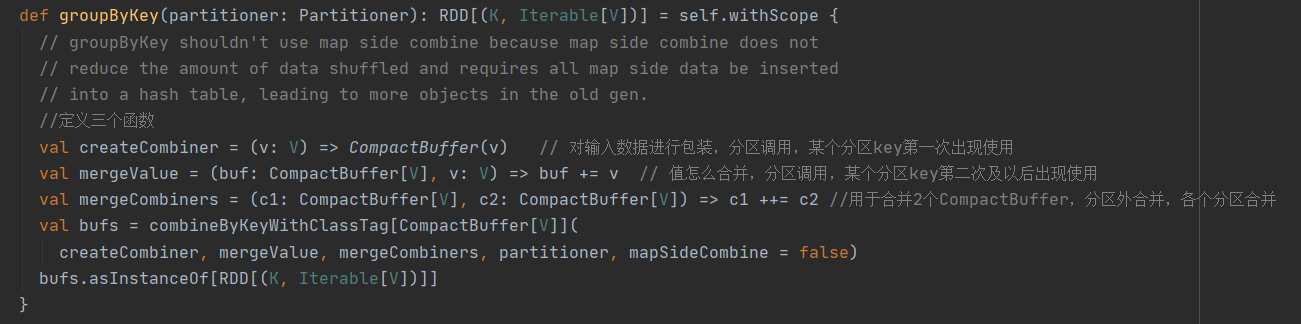 def groupByKey(partitioner: Partitioner): RDD[(K, Iterable[V])] = self.withScope {
// groupByKey shouldn't use map side combine because map side combine does not
// reduce the amount of data shuffled and requires all map side data be inserted
// into a hash table, leading to more objects in the old gen.
//定义三个函数
val createCombiner = (v: V) => CompactBuffer(v)   // 对输入数据进行包装，分区调用，某个分区key第一次出现使用
val mergeValue = (buf: CompactBuffer[V], v: V) => buf += v  // 值怎么合并，分区调用，某个分区key第二次及以后出现使用
val mergeCombiners = (c1: CompactBuffer[V], c2: CompactBuffer[V]) => c1 ++= c2 //用于合并2个CompactBuffer，分区外合并，各个分区合并
val bufs = combineByKeyWithClassTag[CompactBuffer[V]](
createCombiner, mergeValue, mergeCombiners, partitioner, mapSideCombine = false)
bufs.asInstanceOf[RDD[(K, Iterable[V])]]
}